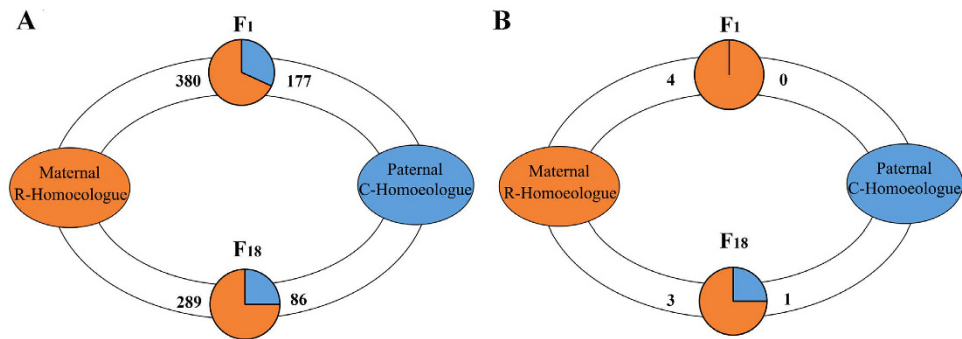 A
F1
380 177
Maternal
R-Homoeologue
Paternal
C-Homoeologue
F18
289 86
B
F1
4 0
Maternal
R-Homoeologue
Paternal
C-Homoeologue
F18
3 1